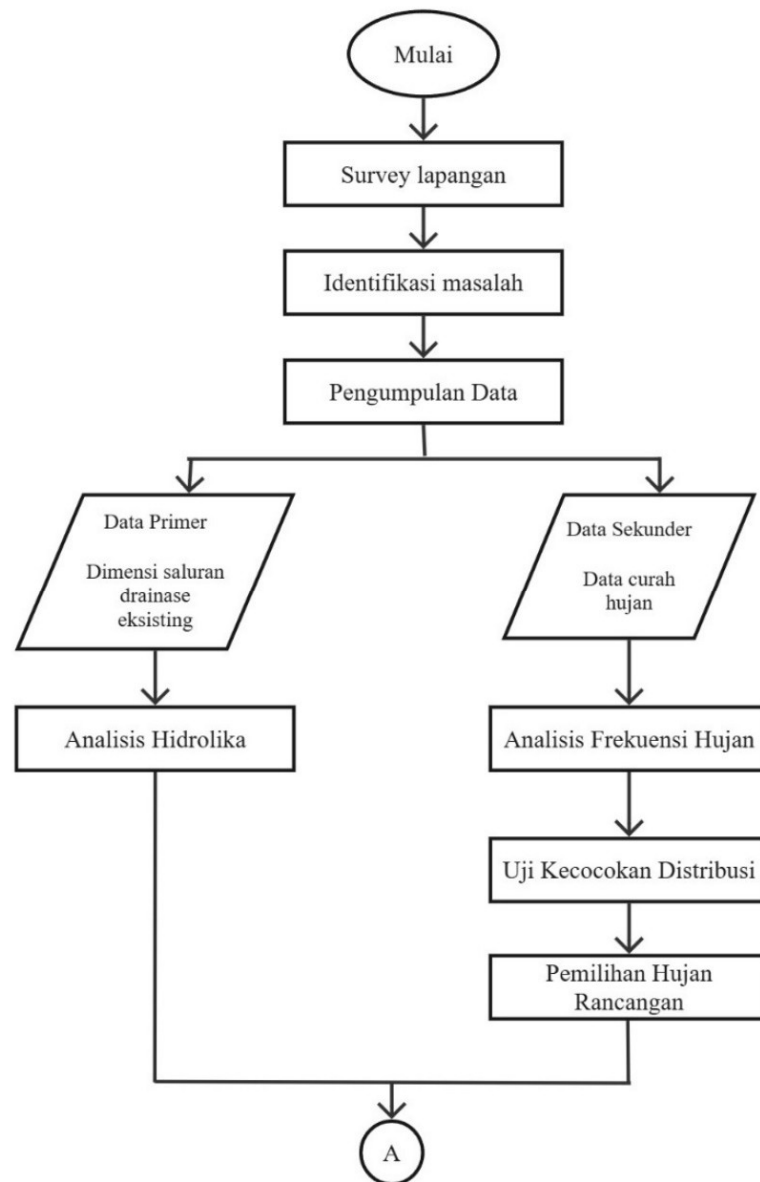 Mulai
Survey lapangan
Identifikasi masalah
Pengumpulan Data
Data Primer
Dimensi saluran
drainase
eksisting
Data Sekunder
Data curah
hujan
Analisis Hidrolika
Analisis Frekuensi Hujan
Uji Kecocokan Distribusi
Pemilihan Hujan
Rancangan
A